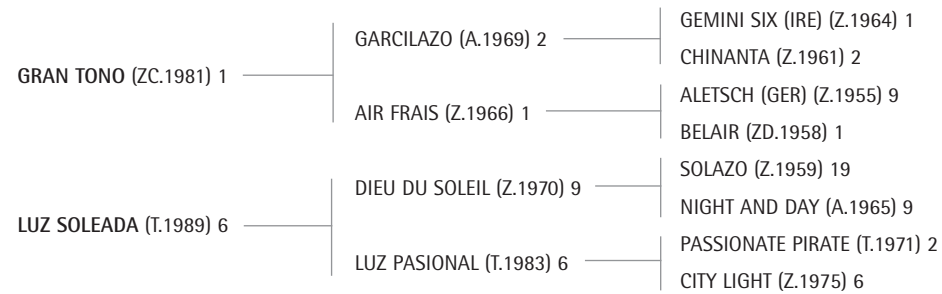 GRAN TONO (ZC.1981) 1
GARCILAZO (A.1969) 2
GEMINI SIX (IRE) (Z.1964) 1
CHINANTA (Z.1961) 2
AIR FRAIS (Z.1966) 1
ALETSCH (GER) (Z.1955) 9
BELAIR (ZD.1958) 1
LUZ SOLEADA (T.1989) 6
DIEU DU SOLEIL (Z.1970) 9
SOLAZO (Z.1959) 19
NIGHT AND DAY (A.1965) 9
LUZ PASIONAL (T.1983) 6
PASSIONATE PIRATE (T.1971) 2
CITY LIGHT (Z.1975) 6